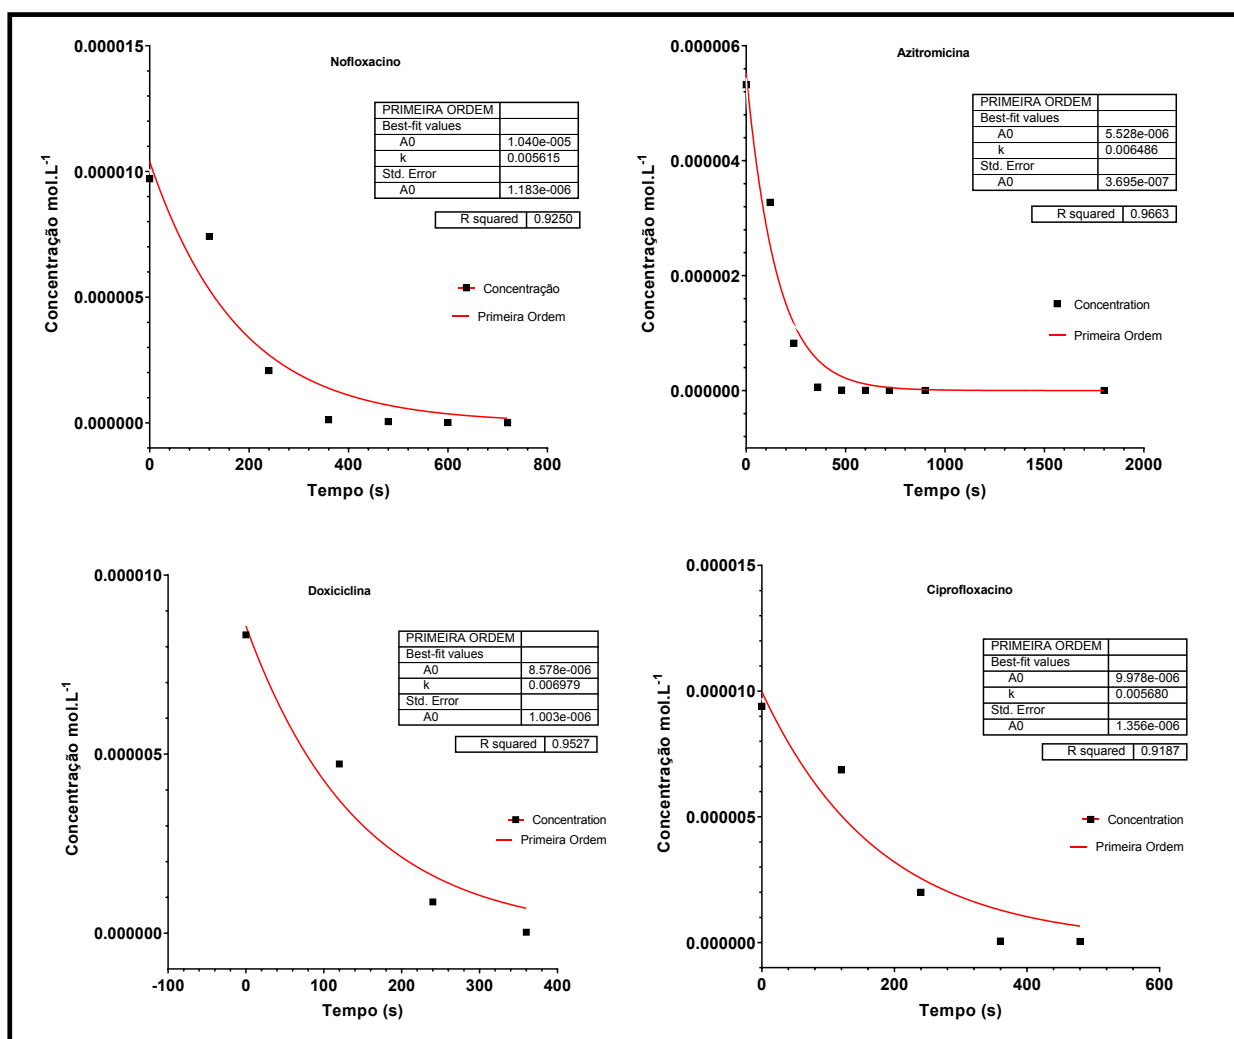 Nofloxacino
0.000015
0.000010
0.000005
0.000000
Concentração mol.L-1
PRIMEIRA ORDEM
Best-fit values
A0 1.040e-005
k 0.005615
Std. Error
A0 1.183e-006
R squared 0.9250
Concentração
Primeira Ordem
0 200 400 600 800
Tempo (s)
Azitromicina
0.000006
0.000004
0.000002
0.000000
Concentração mol.L-1
PRIMEIRA ORDEM
Best-fit values
A0 5.528e-006
k 0.006486
Std. Error
A0 3.695e-007
R squared 0.9663
Concentration
Primeira Ordem
0 500 1000 1500 2000
Tempo (s)
Doxiciclina
0.000010
0.000005
0.000000
Concentração mol.L-1
PRIMEIRA ORDEM
Best-fit values
A0 8.578e-006
k 0.006979
Std. Error
A0 1.003e-006
R squared 0.9527
Concentration
Primeira Ordem
-100 0 100 200 300 400
Tempo (s)
Ciprofloxacino
0.000015
0.000010
0.000005
0.000000
Concentração mol.L-1
PRIMEIRA ORDEM
Best-fit values
A0 9.978e-006
k 0.005680
Std. Error
A0 1.356e-006
R squared 0.9187
Concentration
Primeira Ordem
0 200 400 600
Tempo (s)